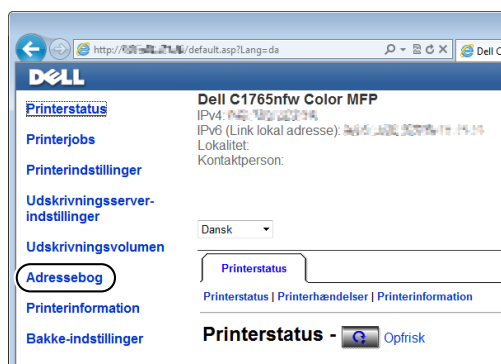 http:// /default.asp?Lang=da
Dell C
DELL
Printerstatus
Printerjobs
Printerindstillinger
Udskrivningsserver-
indstillinger
Udskrivningsvolumen
Adressebog
Printerinformation
Bakke-indstillinger
Dell C1765nfw Color MFP
IPv4:
IPv6 (Link lokal adresse):
Lokalitet:
Kontaktperson:
Dansk
Printerstatus
Printerstatus | Printerhændelser | Printerinformation
Printerstatus - Opfrisk